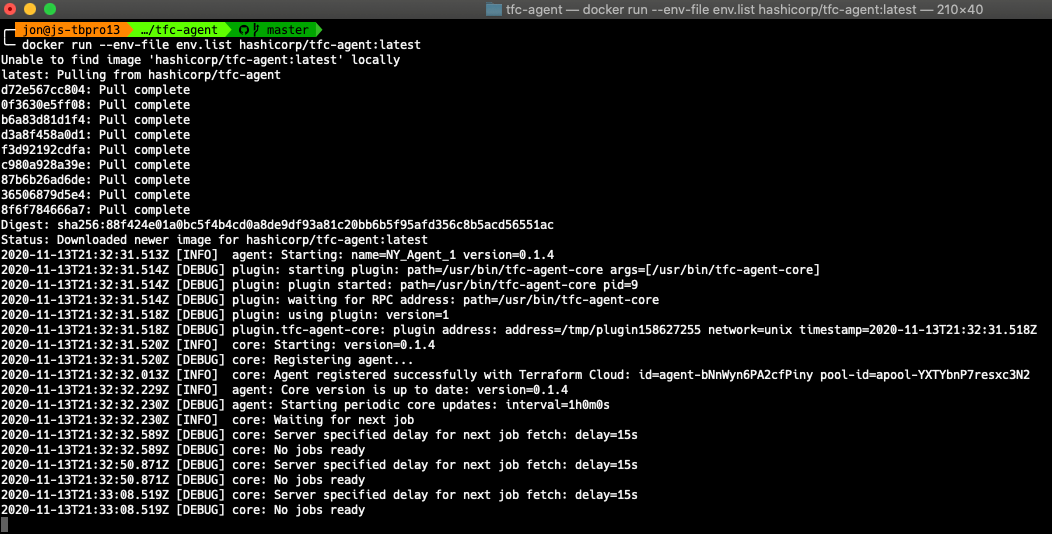 tfc-agent — docker run --env-file env.list hashicorp/tfc-agent:latest — 210×40
jon@js-tbpro13 …/tfc-agent master
docker run --env-file env.list hashicorp/tfc-agent:latest
Unable to find image 'hashicorp/tfc-agent:latest' locally
latest: Pulling from hashicorp/tfc-agent
d72e567cc804: Pull complete
0f3630e5ff08: Pull complete
b6a83d81d1f4: Pull complete
d3a8f458a0d1: Pull complete
f3d92192cdfa: Pull complete
c980a928a39e: Pull complete
87b6b26ad6de: Pull complete
36506879d5e4: Pull complete
8f6f784666a7: Pull complete
Digest: sha256:88f424e01a0bc5f4b4cd0a8de9df93a81c20bb6b5f95afd356c8b5acd56551ac
Status: Downloaded newer image for hashicorp/tfc-agent:latest
2020-11-13T21:32:31.513Z [INFO]  agent: Starting: name=NY_Agent_1 version=0.1.4
2020-11-13T21:32:31.514Z [DEBUG] plugin: starting plugin: path=/usr/bin/tfc-agent-core args=[/usr/bin/tfc-agent-core]
2020-11-13T21:32:31.514Z [DEBUG] plugin: plugin started: path=/usr/bin/tfc-agent-core pid=9
2020-11-13T21:32:31.514Z [DEBUG] plugin: waiting for RPC address: path=/usr/bin/tfc-agent-core
2020-11-13T21:32:31.518Z [DEBUG] plugin: using plugin: version=1
2020-11-13T21:32:31.518Z [DEBUG] plugin.tfc-agent-core: plugin address: address=/tmp/plugin158627255 network=unix timestamp=2020-11-13T21:32:31.518Z
2020-11-13T21:32:31.520Z [INFO]  core: Starting: version=0.1.4
2020-11-13T21:32:31.520Z [DEBUG] core: Registering agent...
2020-11-13T21:32:32.013Z [INFO]  core: Agent registered successfully with Terraform Cloud: id=agent-bNnWyn6PA2cfPiny pool-id=apool-YXTYbnP7resxc3N2
2020-11-13T21:32:32.229Z [INFO]  agent: Core version is up to date: version=0.1.4
2020-11-13T21:32:32.230Z [DEBUG] agent: Starting periodic core updates: interval=1h0m0s
2020-11-13T21:32:32.230Z [INFO]  core: Waiting for next job
2020-11-13T21:32:32.589Z [DEBUG] core: Server specified delay for next job fetch: delay=15s
2020-11-13T21:32:32.589Z [DEBUG] core: No jobs ready
2020-11-13T21:32:50.871Z [DEBUG] core: Server specified delay for next job fetch: delay=15s
2020-11-13T21:32:50.871Z [DEBUG] core: No jobs ready
2020-11-13T21:33:08.519Z [DEBUG] core: Server specified delay for next job fetch: delay=15s
2020-11-13T21:33:08.519Z [DEBUG] core: No jobs ready